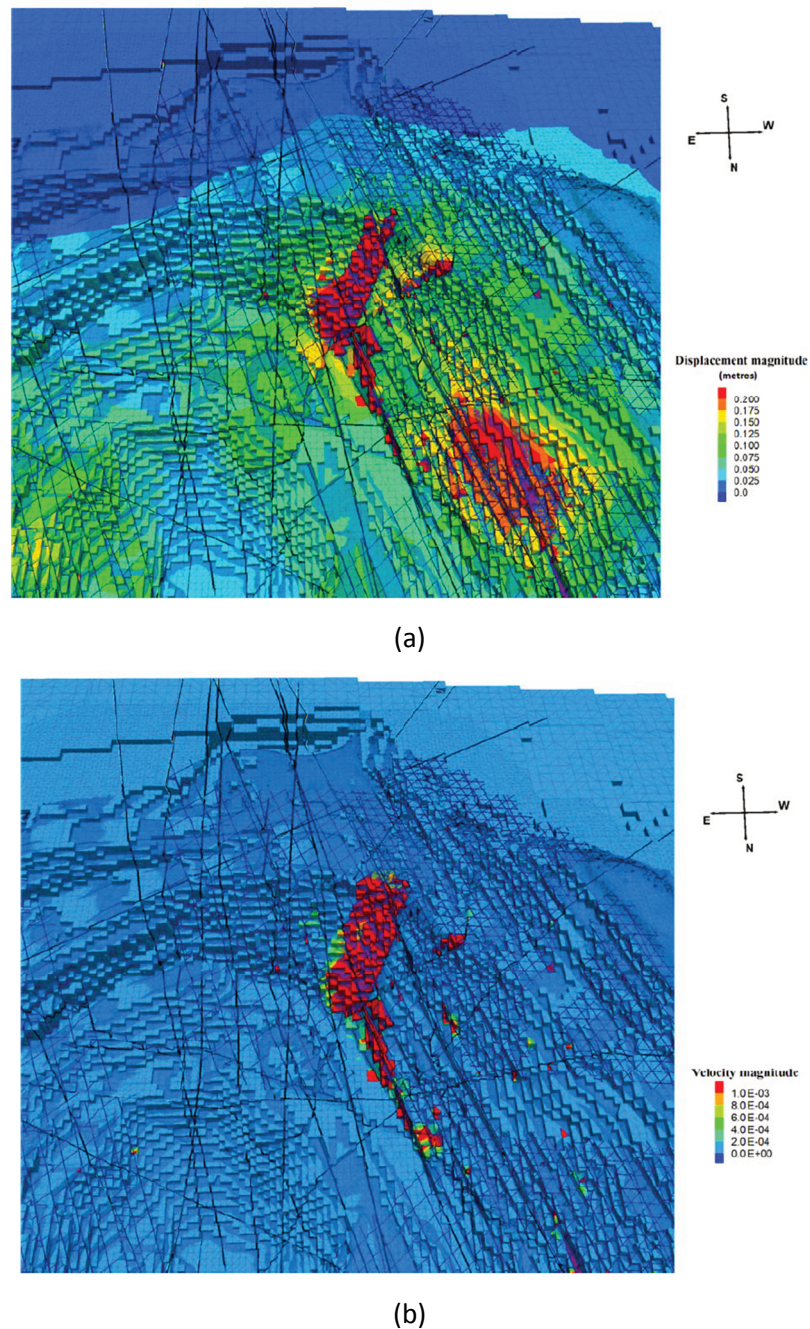 S
E W
N
Displacement magnitude
(metres)
0.200
0.175
0.150
0.125
0.100
0.075
0.050
0.025
0.0
(a)
S
E W
N
Velocity magnitude
1.0E-03
8.0E-04
6.0E-04
4.0E-04
2.0E-04
0.0E+00
(b)